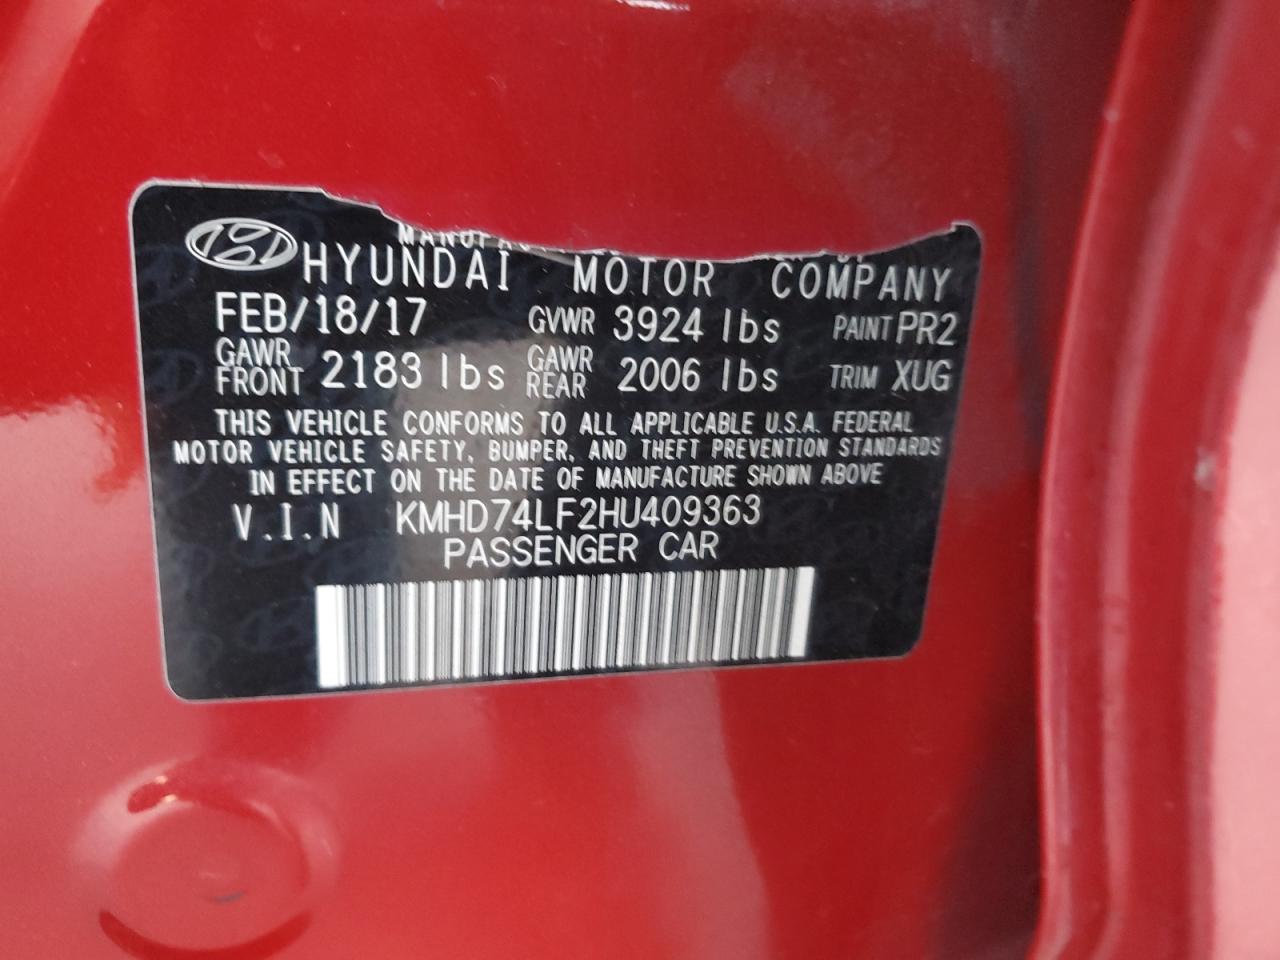 HYUNDAI MOTOR COMPANY
FEB/18/17 GVWR 3924 lbs PAINT PR2
GAWR FRONT 2183 lbs GAWR REAR 2006 lbs TRIM XUG
THIS VEHICLE CONFORMS TO ALL APPLICABLE U.S.A. FEDERAL
MOTOR VEHICLE SAFETY, BUMPER, AND THEFT PREVENTION STANDARDS
IN EFFECT ON THE DATE OF MANUFACTURE SHOWN ABOVE
V.I.N KMHD74LF2HU409363
PASSENGER CAR